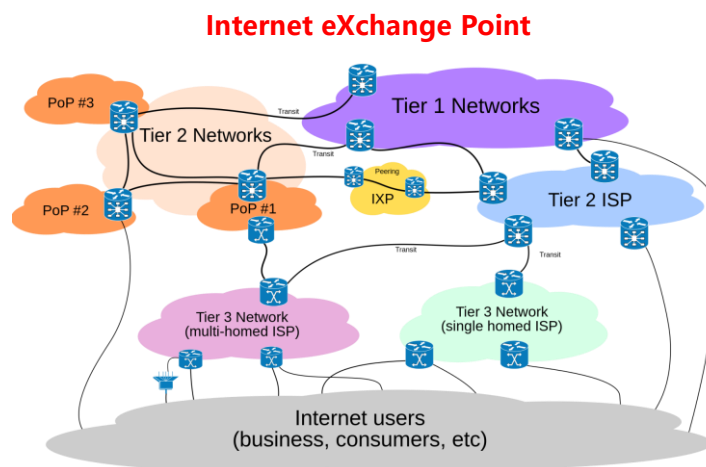 Internet eXchange Point
PoP #3
Transit
Tier 1 Networks
Tier 2 Networks
Transit
Peering
IXP
PoP #2
PoP #1
Tier 2 ISP
Transit
Transit
Tier 3 Network
(multi-homed ISP)
Tier 3 Network
(single homed ISP)
Internet users
(business, consumers, etc)